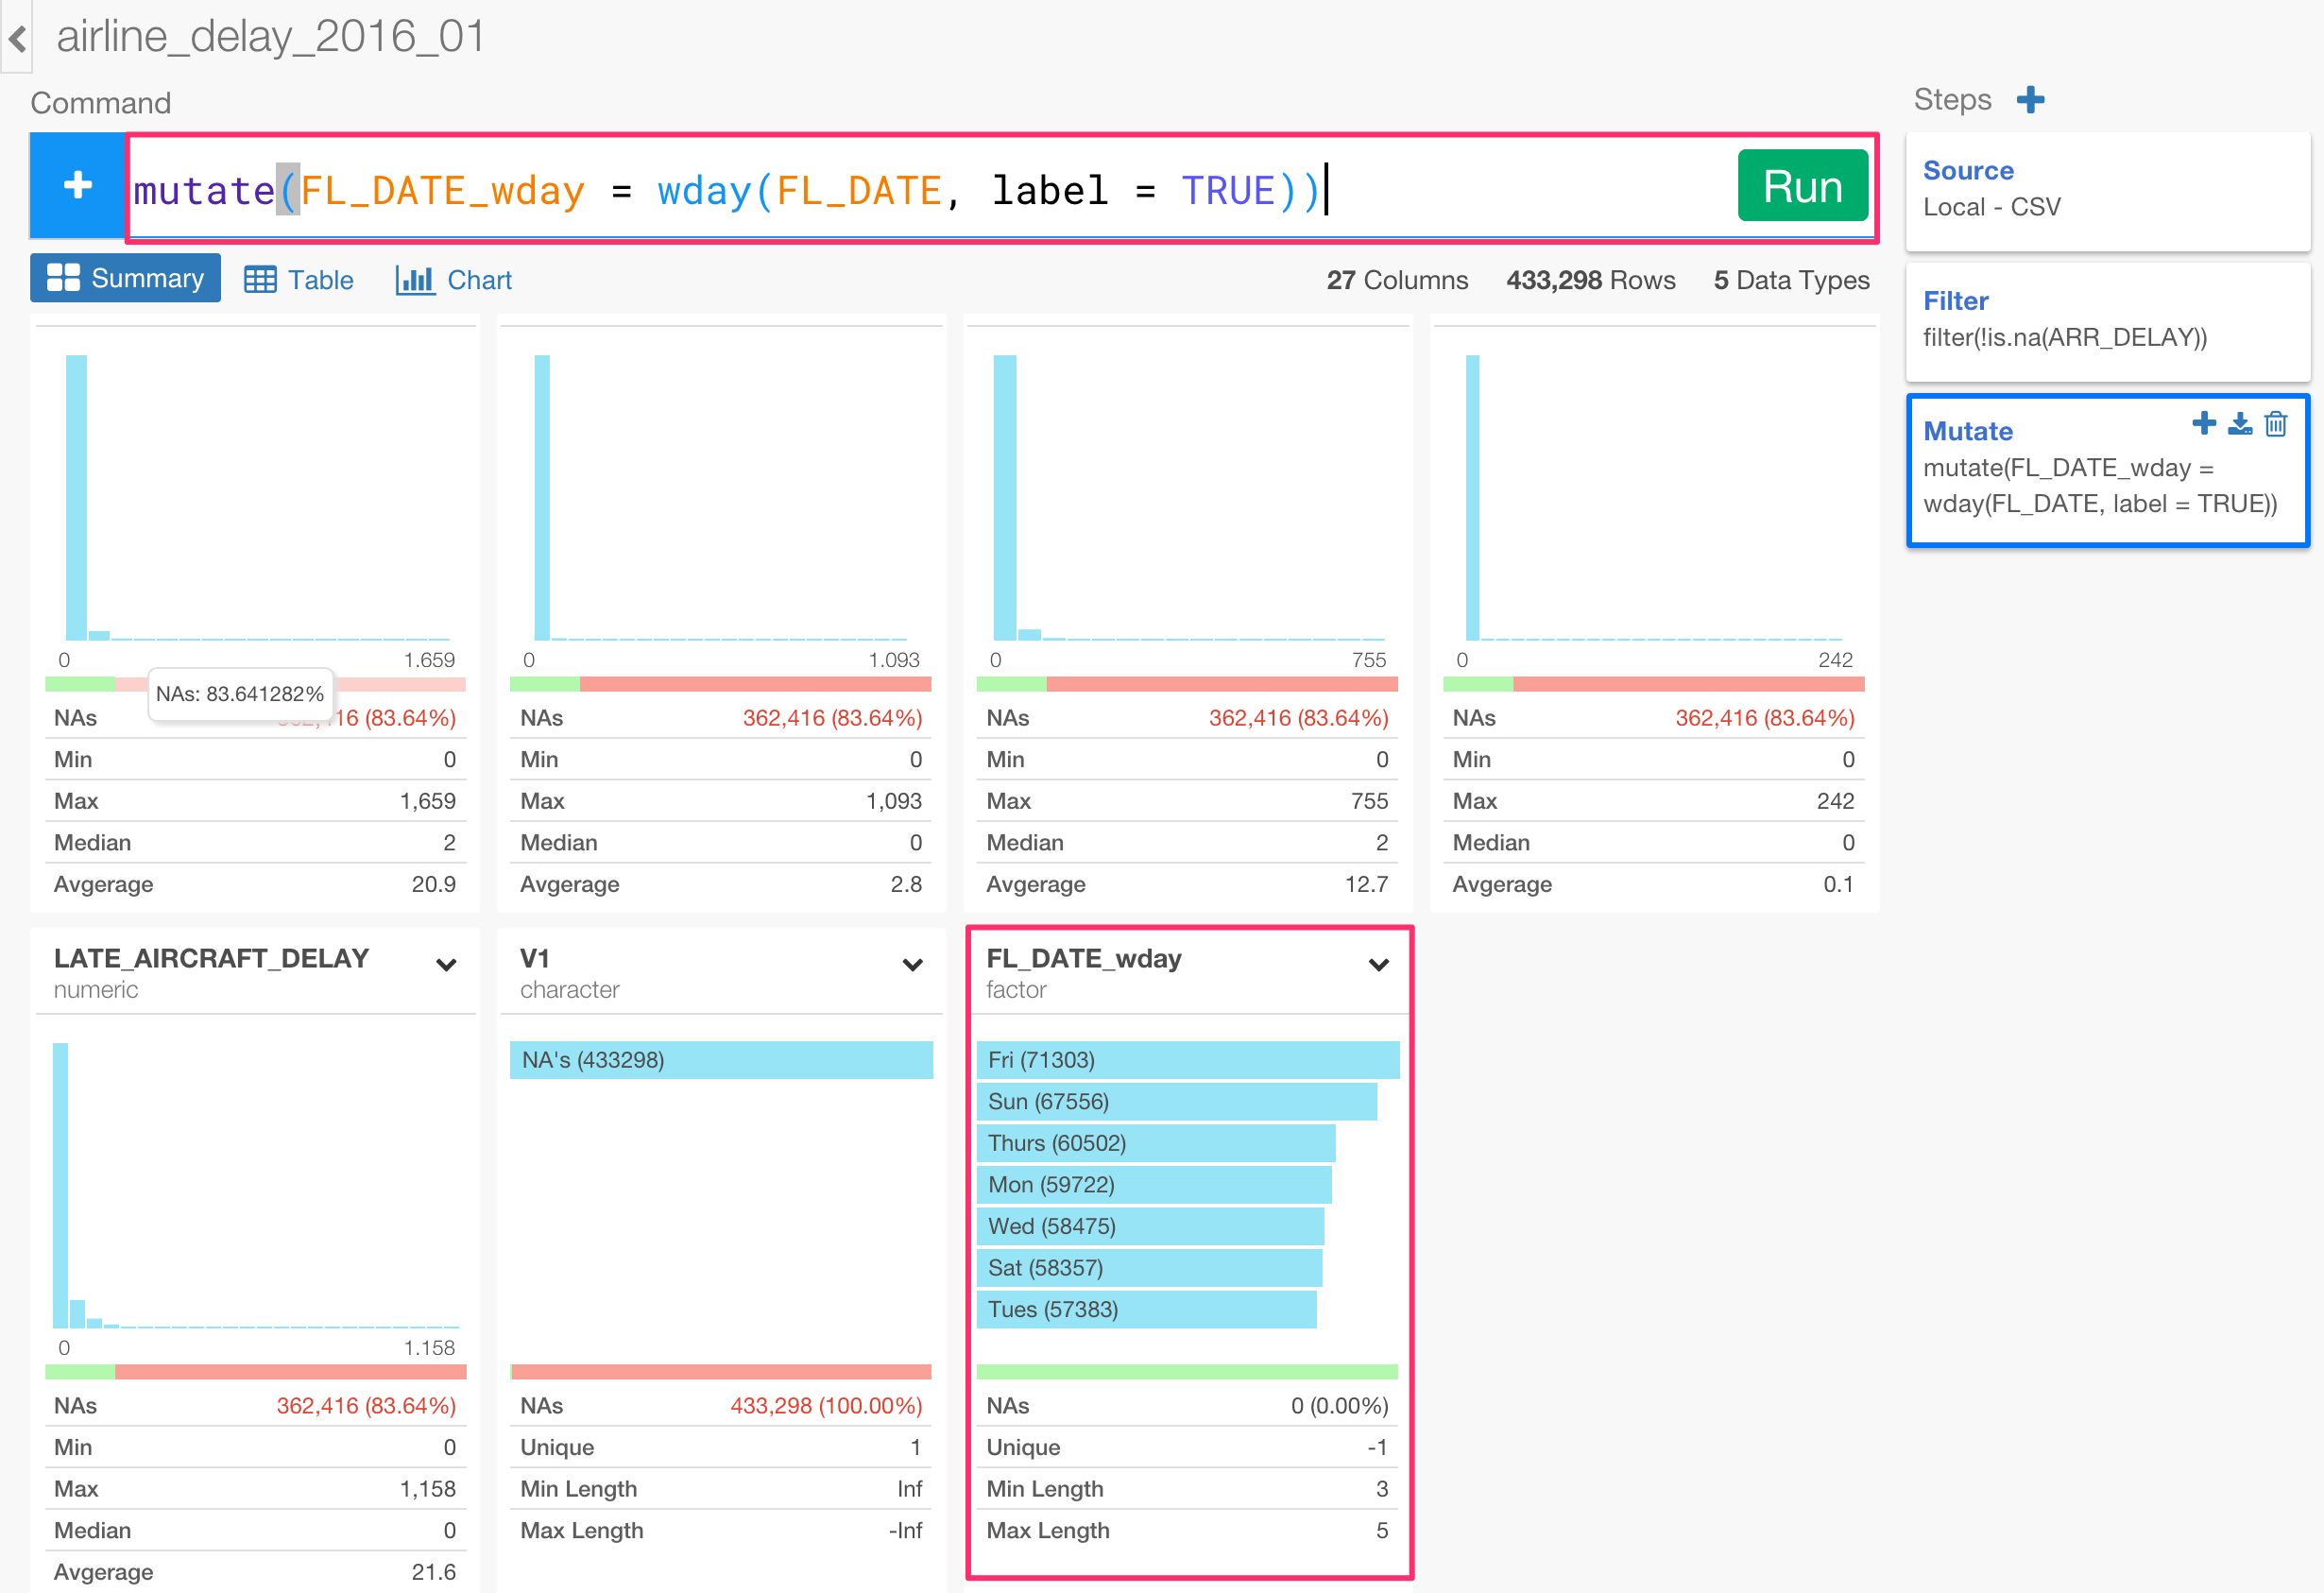 airline_delay_2016_01
Command
mutate(FL_DATE_wday = wday(FL_DATE, label = TRUE))
Run
Summary
Table
Chart
27 Columns
433,298 Rows
5 Data Types
0 1.659
NAs: 83.641282%
NAs 16 (83.64%)
Min 0
Max 1,659
Median 2
Avgerage 20.9
0 1.093
NAs 362,416 (83.64%)
Min 0
Max 1,093
Median 0
Avgerage 2.8
0 755
NAs 362,416 (83.64%)
Min 0
Max 755
Median 2
Avgerage 12.7
0 242
NAs 362,416 (83.64%)
Min 0
Max 242
Median 0
Avgerage 0.1
LATE_AIRCRAFT_DELAY
numeric
0 1.158
NAs 362,416 (83.64%)
Min 0
Max 1,158
Median 0
Avgerage 21.6
V1
character
NA's (433298)
NAs 433,298 (100.00%)
Unique 1
Min Length Inf
Max Length -Inf
FL_DATE_wday
factor
Fri (71303)
Sun (67556)
Thurs (60502)
Mon (59722)
Wed (58475)
Sat (58357)
Tues (57383)
NAs 0 (0.00%)
Unique -1
Min Length 3
Max Length 5
Steps
Source
Local - CSV
Filter
filter(!is.na(ARR_DELAY))
Mutate
mutate(FL_DATE_wday =
wday(FL_DATE, label = TRUE))